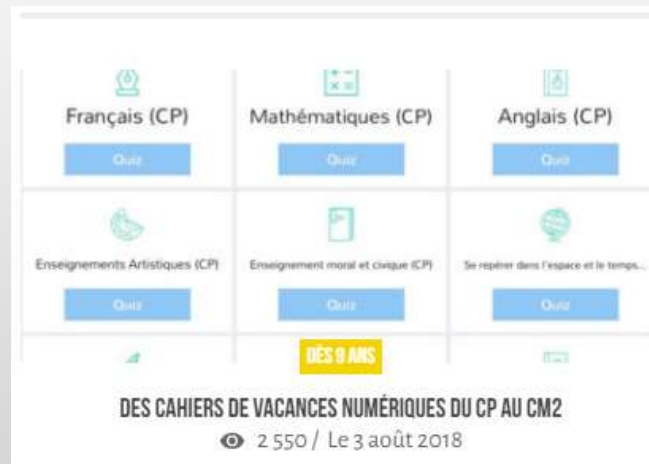 Français (CP)
Mathématiques (CP)
Anglais (CP)
Quiz
Quiz
Quiz
Enseignements Artistiques (CP)
Enseignement moral et civique (CP)
Se repérer dans l'espace et le temps...
Quiz
Quiz
Quiz
DÈS 9 ANS
DES CAHIERS DE VACANCES NUMÉRIQUES DU CP AU CM2
2 550 / Le 3 août 2018